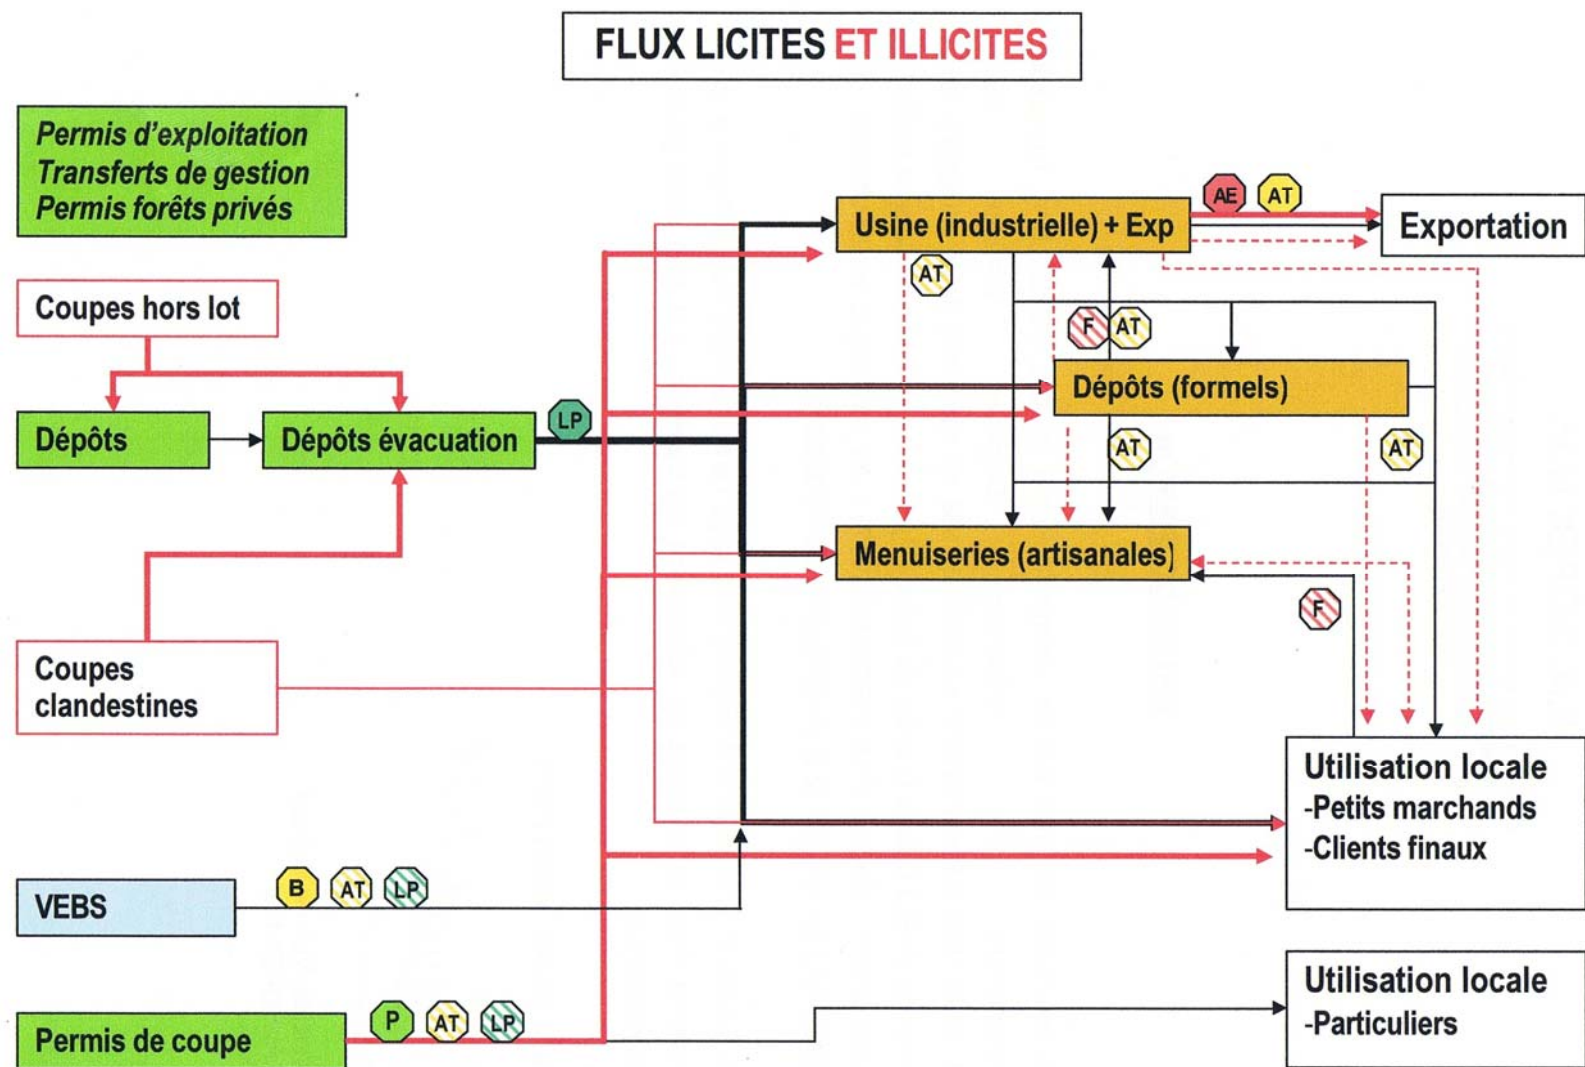 FLUX LICITES ET ILLICITES
Permis d'exploitation
Transferts de gestion
Permis forêts privés
AE
AT
Usine (industrielle) + Exp
Exportation
AT
Coupes hors lot
F
AT
Dépôts (formels)
Dépôts
Dépôts évacuation
LP
AT
AT
Menuiseries (artisanales)
F
Coupes
clandestines
Utilisation locale
-Petits marchands
-Clients finaux
VEBS
B
AT
LP
Utilisation locale
-Particuliers
Permis de coupe
P
AT
LP